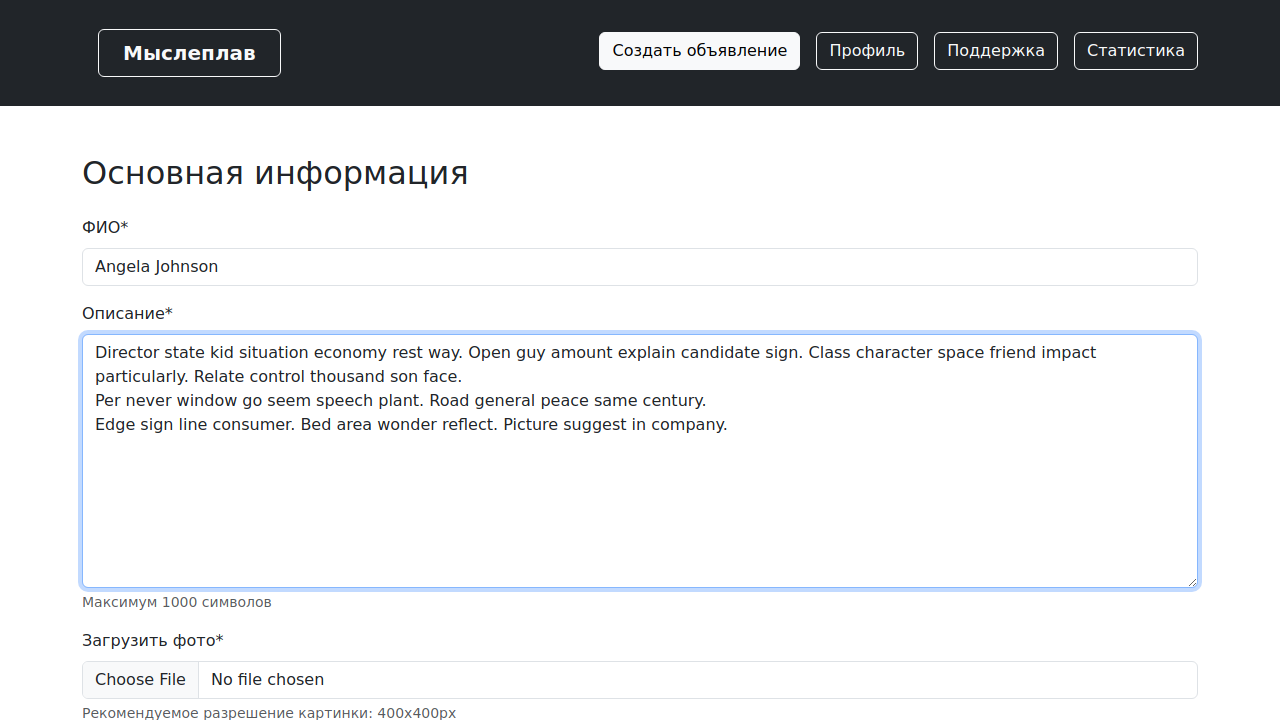 Мыслеплав
Создать объявление
Профиль
Поддержка
Статистика
Основная информация
ФИО*
Angela Johnson
Описание*
Director state kid situation economy rest way. Open guy amount explain candidate sign. Class character space friend impact
particularly. Relate control thousand son face.
Per never window go seem speech plant. Road general peace same century.
Edge sign line consumer. Bed area wonder reflect. Picture suggest in company.
Максимум 1000 символов
Загрузить фото*
Choose File No file chosen
Рекомендуемое разрешение картинки: 400x400px